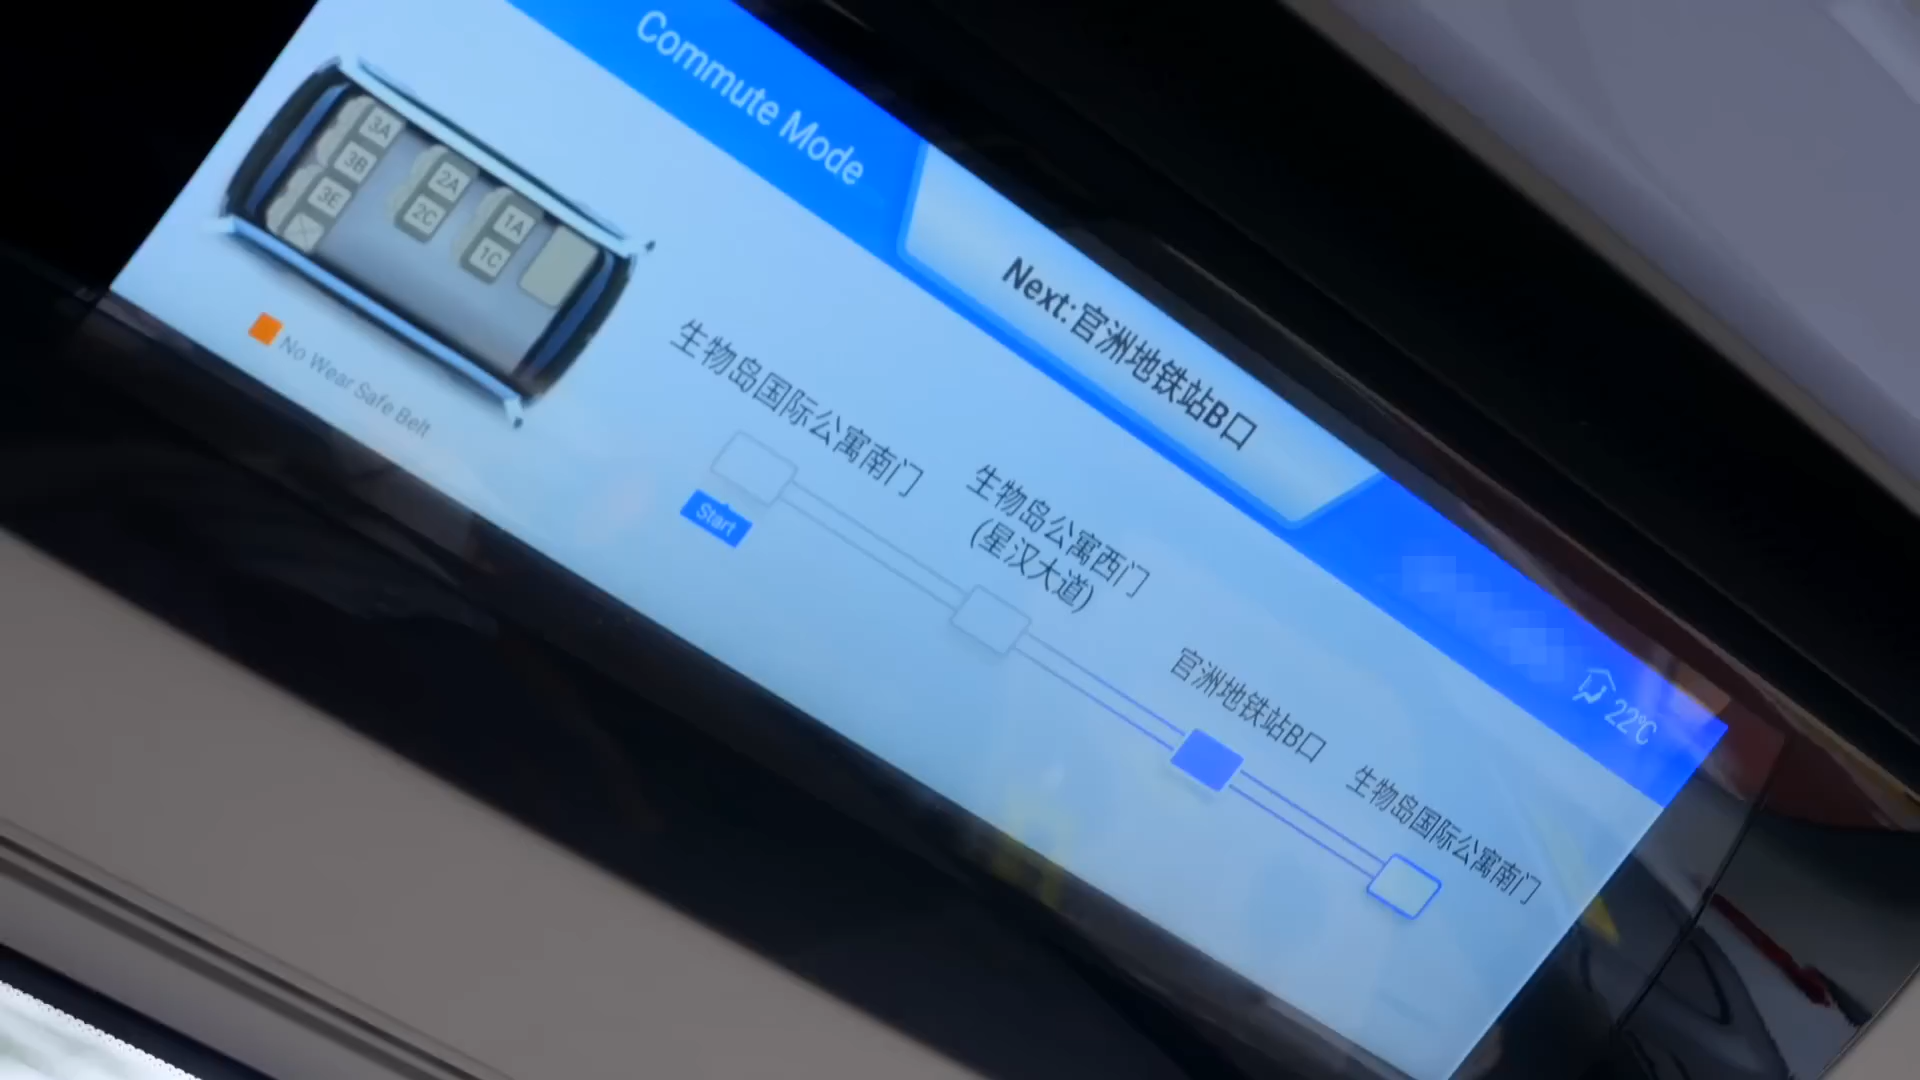 Commute Mode
Next:官洲地铁站B口
22℃
3A
3B
3E
2A
2C
1A
1C
No Wear Safe Belt
生物岛国际公寓南门
Start
生物岛公寓西门
(星汉大道)
官洲地铁站B口
生物岛国际公寓南门